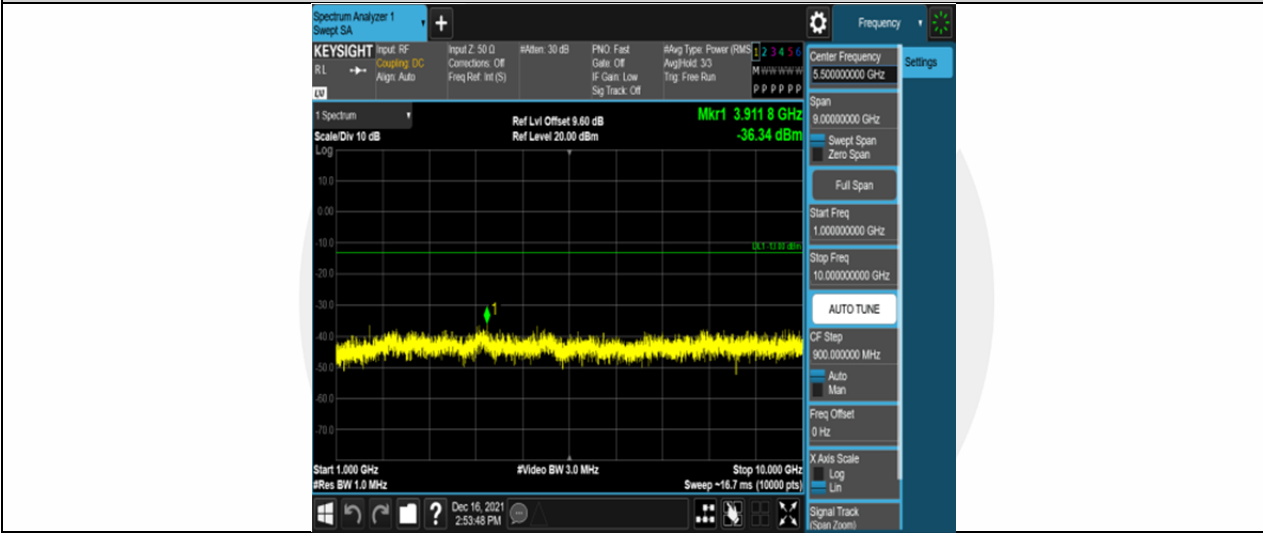 Spectrum Analyzer 1
Swept SA
+
Frequency
KEYSIGHT
RL
LV
Input: RF
Coupling: DC
Align: Auto
Input Z: 50 Ω
Corrections: Off
Freq Ref: Int (S)
#Atten: 30 dB
PNO: Fast
Gate: Off
IF Gain: Low
Sig Track: Off
#Avg Type: Power (RMS
Avg|Hold: 3/3
Trig: Free Run
1 2 3 4 5 6
M W W W W W
P P P P P P
1 Spectrum
Scale/Div 10 dB
Log
Ref Lvl Offset 9.60 dB
Ref Level 20.00 dBm
Mkr1 3.911 8 GHz
-36.34 dBm
10.0
0.00
-10.0
DL1 -13.00 dBm
-20.0
-30.0
1
-40.0
-50.0
-60.0
-70.0
Start 1.000 GHz
#Res BW 1.0 MHz
#Video BW 3.0 MHz
Stop 10.000 GHz
Sweep ~16.7 ms (10000 pts)
?
Dec 16, 2021
2:53:48 PM
Center Frequency
5.500000000 GHz
Span
9.00000000 GHz
Swept Span
Zero Span
Full Span
Start Freq
1.000000000 GHz
Stop Freq
10.000000000 GHz
AUTO TUNE
CF Step
900.000000 MHz
Auto
Man
Freq Offset
0 Hz
X Axis Scale
Log
Lin
Signal Track
(Span Zoom)
Settings